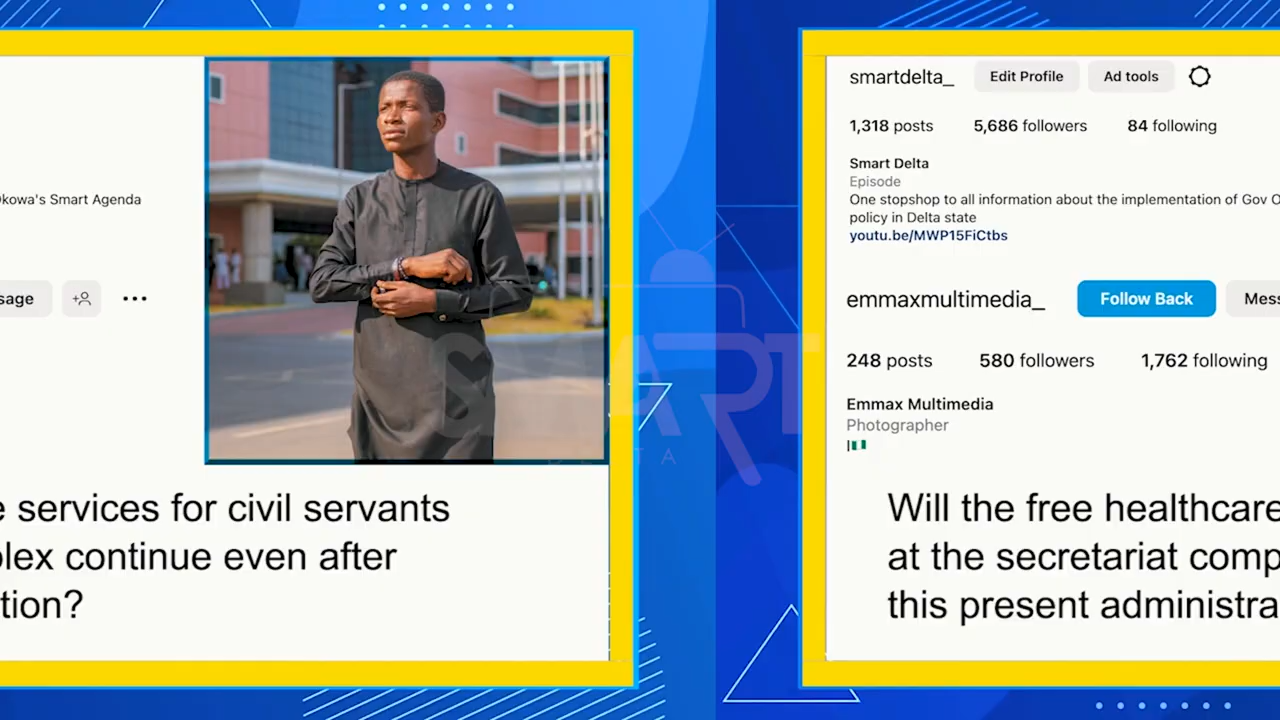 Okowa's Smart Agenda
sage
e services for civil servants
plex continue even after
tion?
smartdelta_ Edit Profile Ad tools
1,318 posts 5,686 followers 84 following
Smart Delta
Episode
One stopshop to all information about the implementation of Gov O
policy in Delta state
youtu.be/MWP15FiCtbs
emmaxmultimedia_ Follow Back Mess
248 posts 580 followers 1,762 following
Emmax Multimedia
Photographer
Will the free healthcare
at the secretariat comp
this present administra
SMART
DELTA